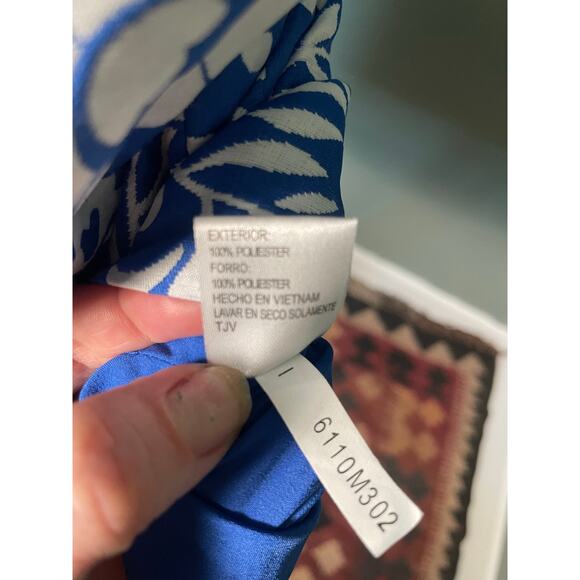 EXTERIOR:
100% POLIESTER
FORRO:
100% POLIESTER
HECHO EN VIETNAM
LAVAR EN SECO SOLAMENTE
TJV
I
6110M302